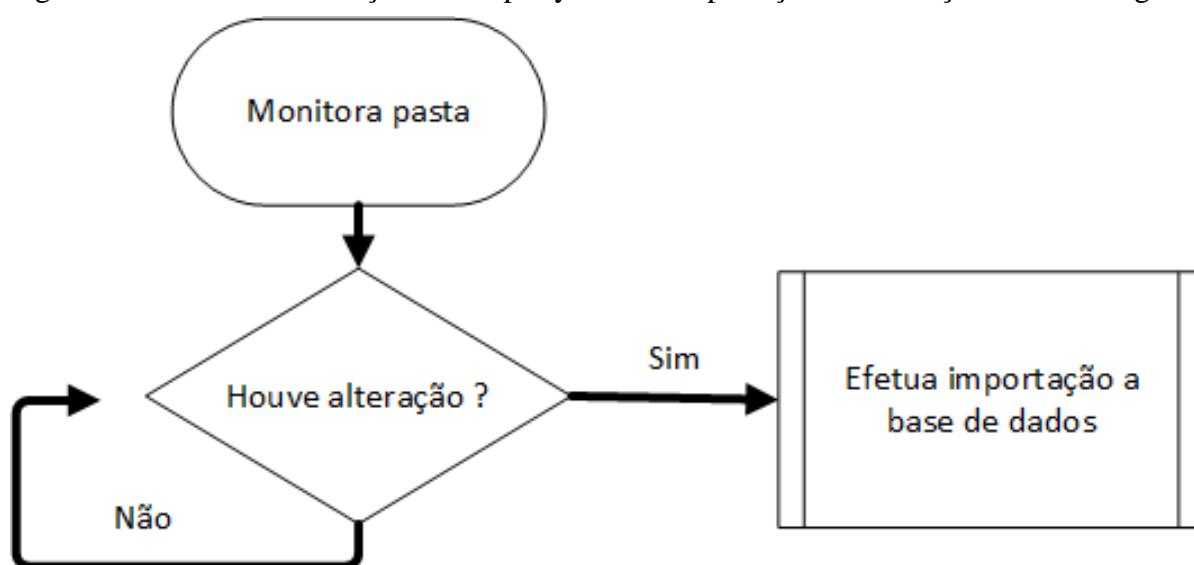 Monitora pasta
Houve alteração ?
Sim
Efetua importação a
base de dados
Não